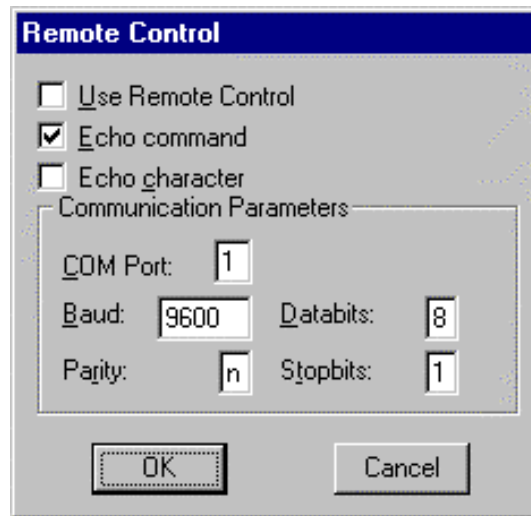 Remote Control
Use Remote Control
Echo command
Echo character
Communication Parameters
COM Port: 1
Baud: 9600 Databits: 8
Parity: n Stopbits: 1
OK Cancel